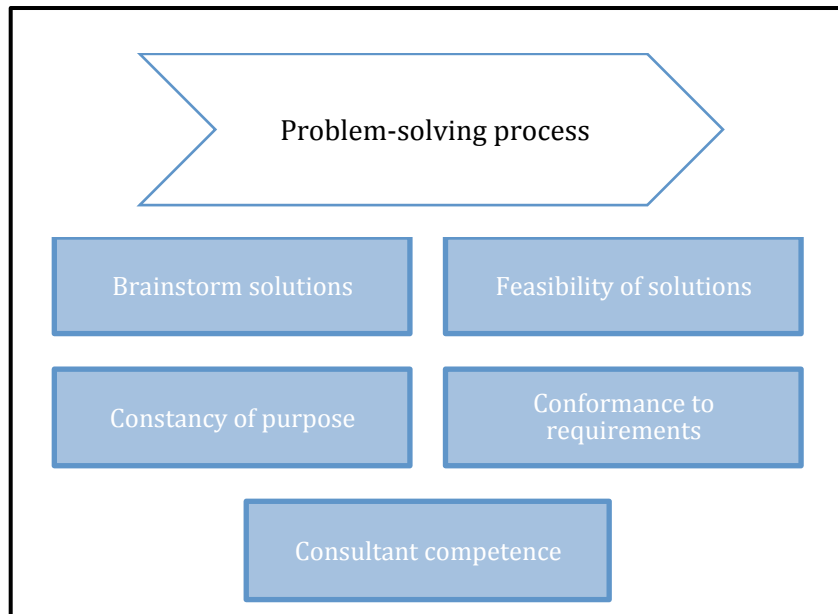 Problem-solving process
Brainstorm solutions
Feasibility of solutions
Constancy of purpose
Conformance to
requirements
Consultant competence